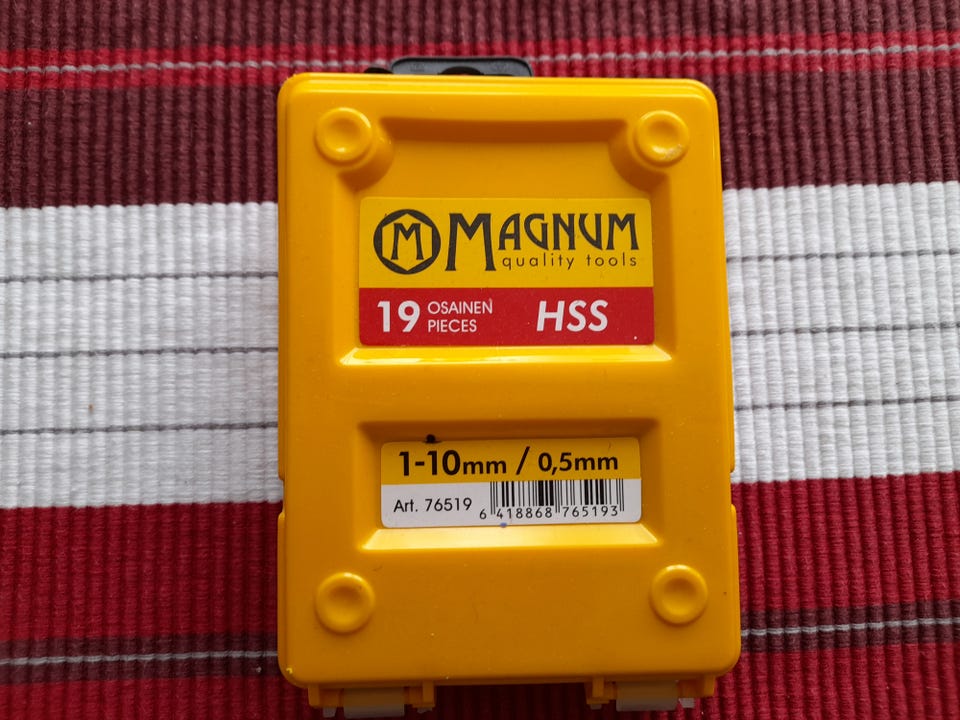 M MAGNUM
quality tools
19 OSAINEN
PIECES
HSS
1-10mm / 0,5mm
Art. 76519
6 418868 765193